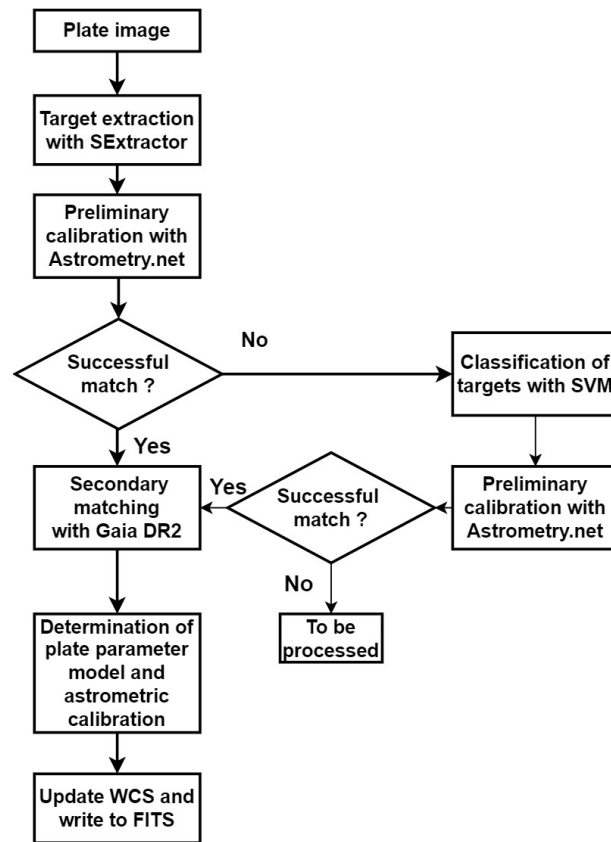 Plate image
Target extraction
with SExtractor
Preliminary
calibration with
Astrometry.net
Successful
match ?
No
Classification of
targets with SVM
Yes
Secondary
matching
with Gaia DR2
Yes
Successful
match ?
Preliminary
calibration with
Astrometry.net
No
To be
processed
Determination of
plate parameter
model and
astrometric
calibration
Update WCS and
write to FITS